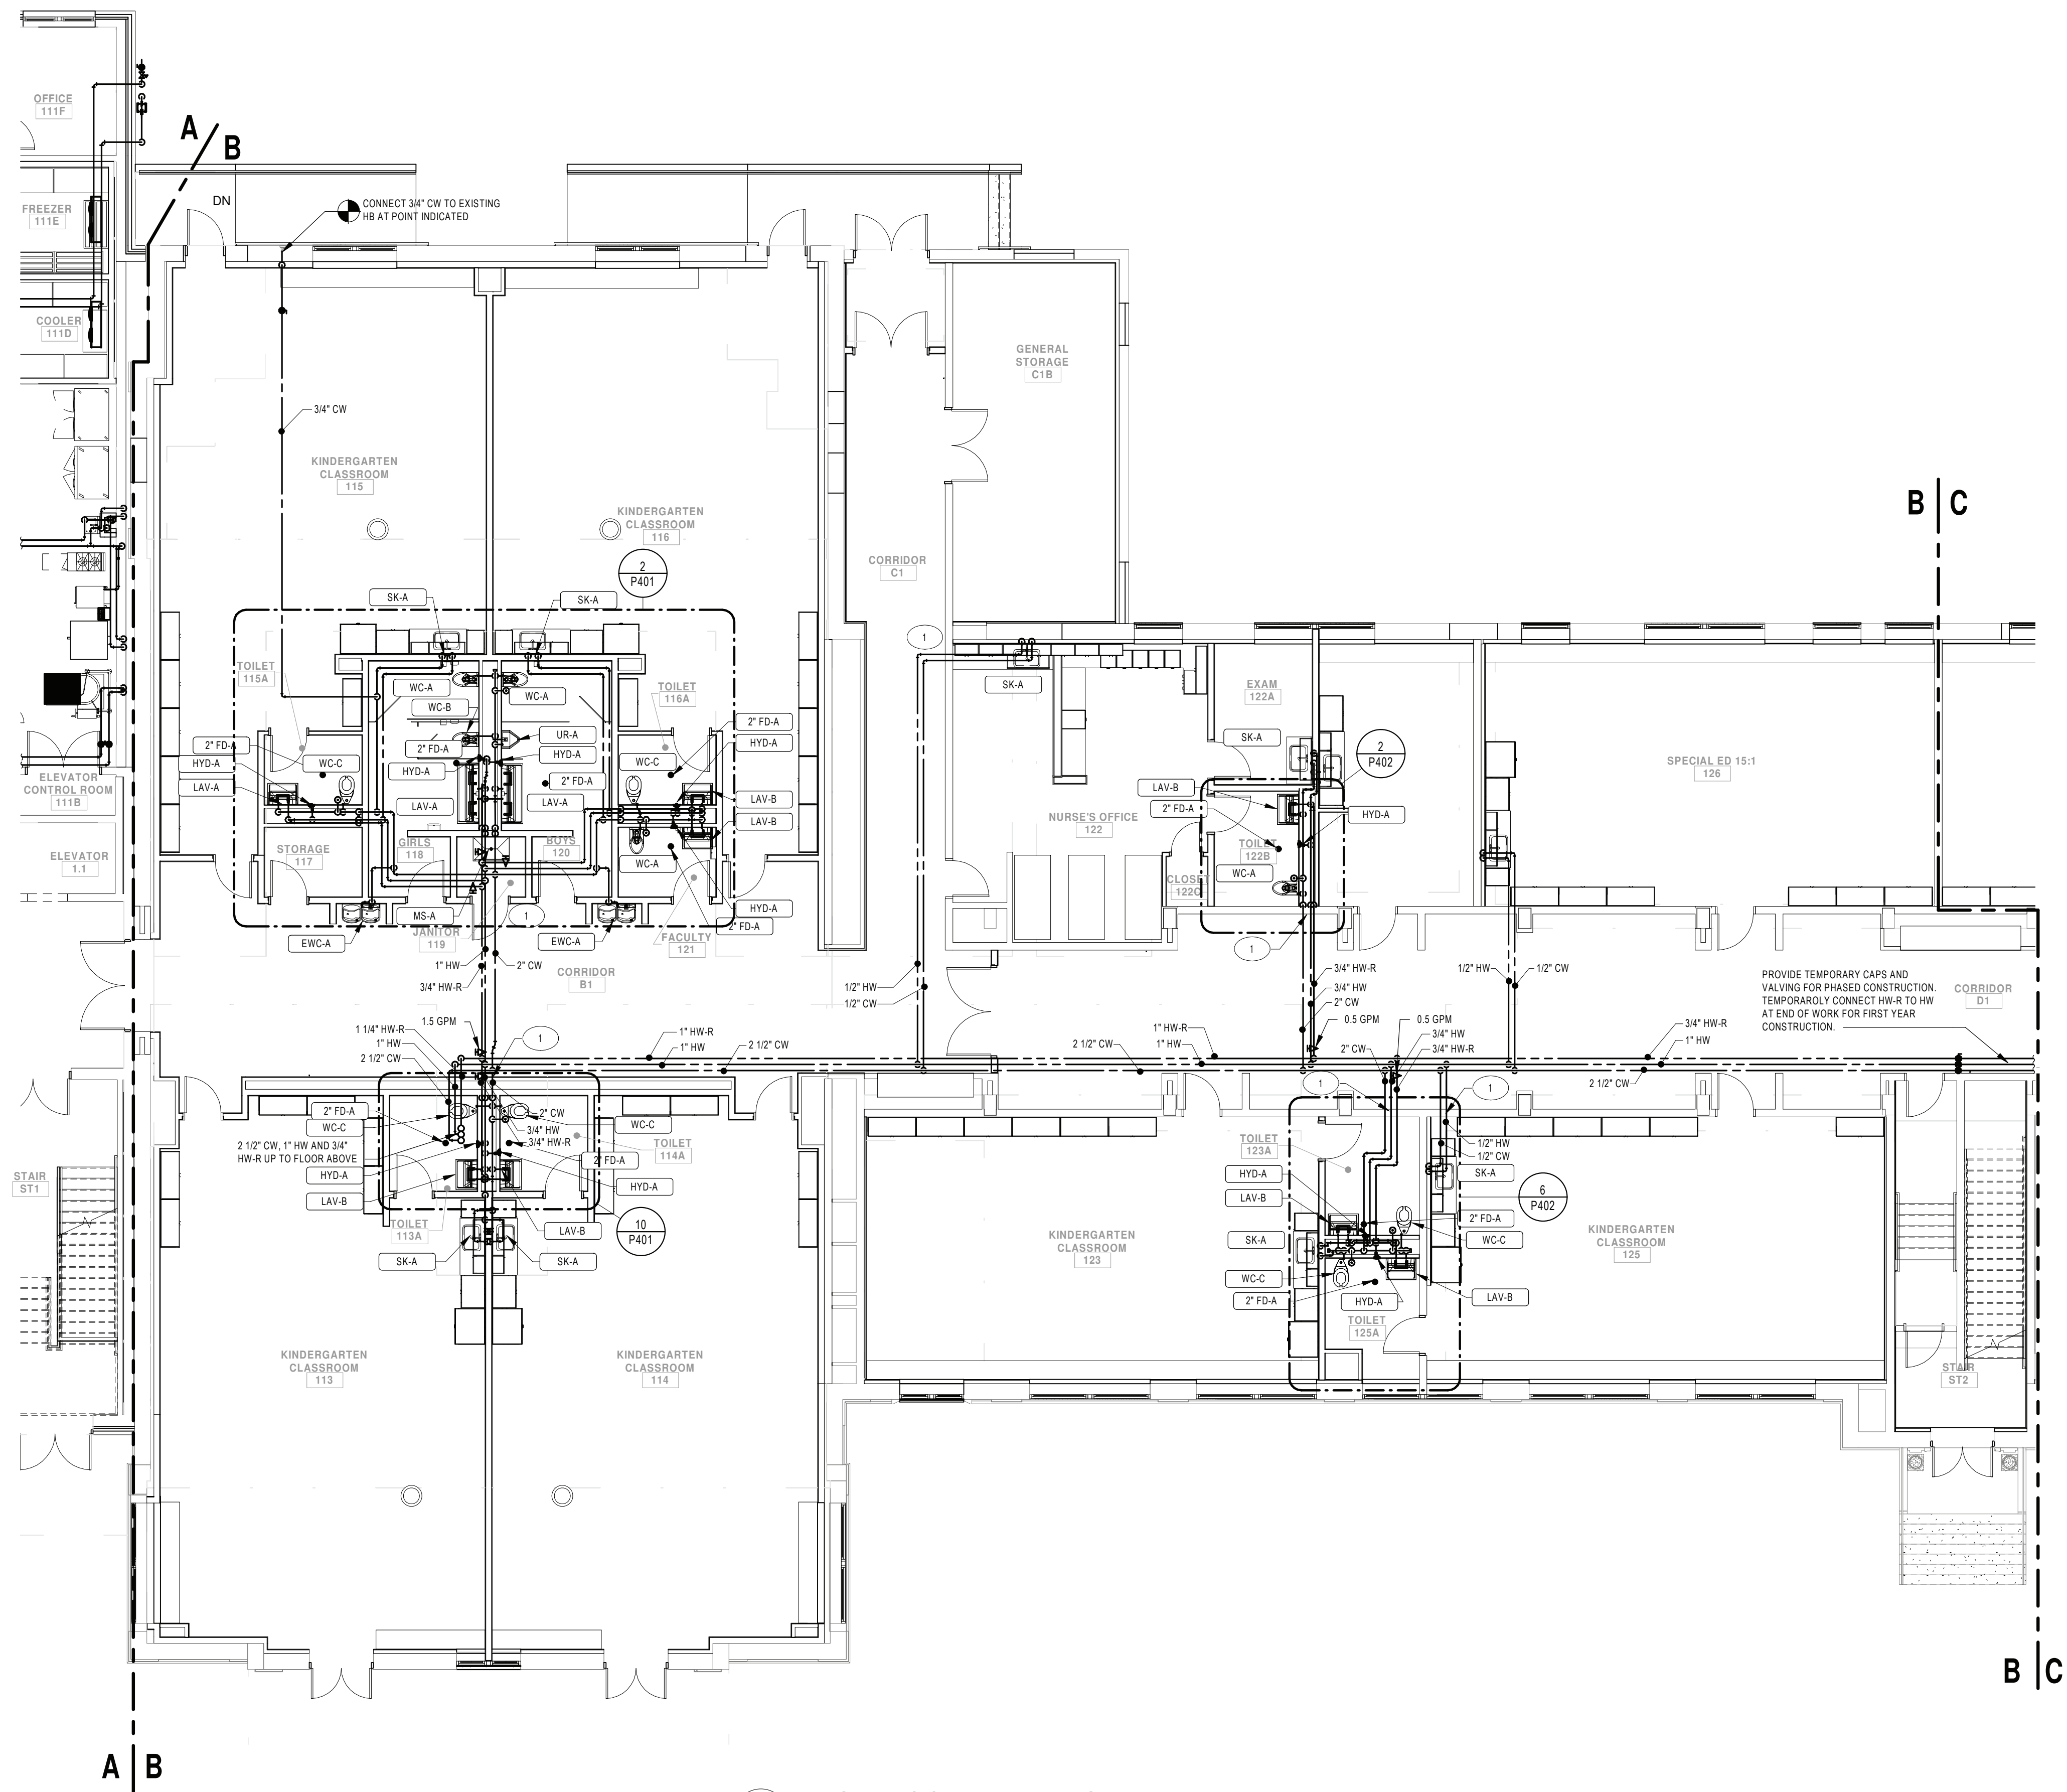 OFFICE
111F
A
B
FREEZER
111E
DN
CONNECT 3/4" CW TO EXISTING
HB AT POINT INDICATED
COOLER
111D
GENERAL
STORAGE
C1B
3/4" CW
KINDERGARTEN
CLASSROOM
115
KINDERGARTEN
CLASSROOM
116
B
C
CORRIDOR
C1
2
P401
SK-A
SK-A
1
TOILET
115A
WC-A
WC-A
TOILET
116A
SK-A
EXAM
122A
WC-B
2" FD-A
UR-A
HYD-A
SK-A
2
P402
2" FD-A
2" FD-A
HYD-A
WC-C
WC-C
HYD-A
HYD-A
2" FD-A
SPECIAL ED 15:1
126
ELEVATOR
CONTROL ROOM
111B
LAV-A
LAV-A
LAV-A
LAV-B
LAV-B
LAV-B
2" FD-A
HYD-A
NURSE'S OFFICE
122
STORAGE
117
GIRLS
118
BOYS
120
WC-A
TOILET
122B
ELEVATOR
1.1
WC-A
CLOSET
122C
HYD-A
MS-A
1
2" FD-A
JANITOR
119
EWC-A
EWC-A
FACULTY
121
1
1" HW
2" CW
3/4" HW-R
CORRIDOR
B1
1/2" HW
1/2" CW
3/4" HW-R
3/4" HW
2" CW
1/2" HW
1/2" CW
PROVIDE TEMPORARY CAPS AND
VALVING FOR PHASED CONSTRUCTION.
TEMPORAROLY CONNECT HW-R TO HW
AT END OF WORK FOR FIRST YEAR
CONSTRUCTION.
CORRIDOR
D1
1.5 GPM
0.5 GPM
0.5 GPM
1 1/4" HW-R
1" HW
2 1/2" CW
1
1" HW-R
1" HW
2 1/2" CW
1" HW-R
1" HW
2 1/2" CW
2" CW
3/4" HW
3/4" HW-R
3/4" HW-R
1" HW
2 1/2" CW
1
1
2" FD-A
WC-C
2 1/2" CW, 1" HW AND 3/4"
HW-R UP TO FLOOR ABOVE
2" CW
3/4" HW
3/4" HW-R
WC-C
TOILET
114A
2" FD-A
HYD-A
HYD-A
LAV-B
TOILET
123A
1/2" HW
1/2" CW
SK-A
HYD-A
LAV-B
STAIR
ST1
TOILET
113A
LAV-B
10
P401
6
P402
2" FD-A
SK-A
SK-A
KINDERGARTEN
CLASSROOM
123
SK-A
WC-C
KINDERGARTEN
CLASSROOM
125
WC-C
2" FD-A
HYD-A
LAV-B
TOILET
125A
KINDERGARTEN
CLASSROOM
113
KINDERGARTEN
CLASSROOM
114
STAIR
ST2
B
C
A
B